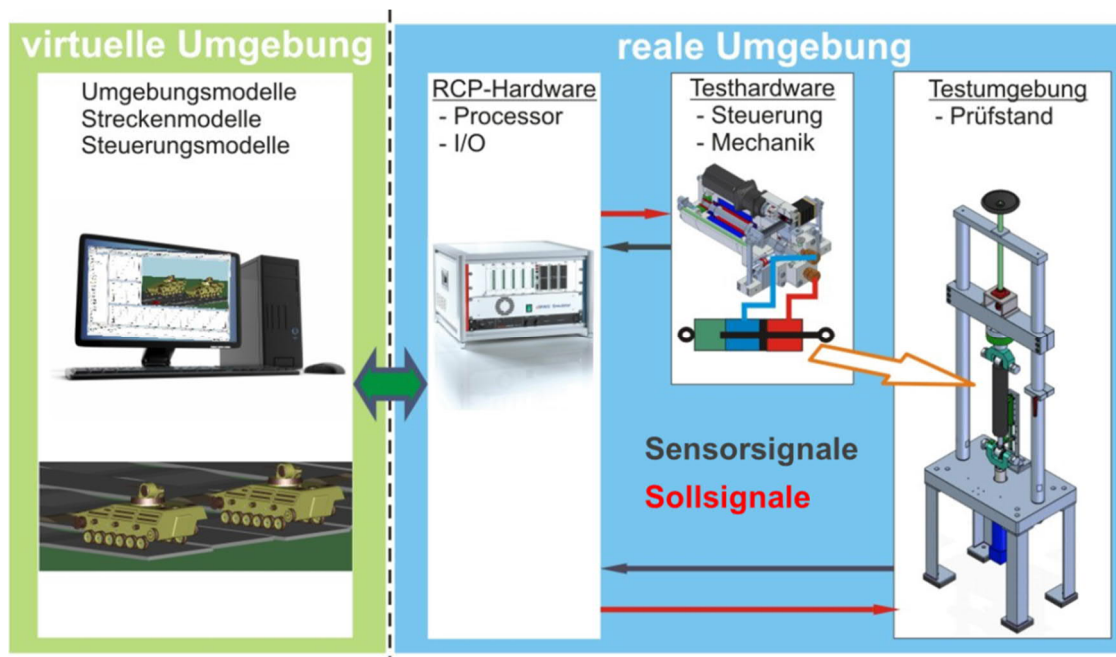 virtuelle Umgebung
reale Umgebung
Umgebungsmodelle
Streckenmodelle
Steuerungsmodelle
RCP-Hardware
- Processor
- I/O
Testhardware
- Steuerung
- Mechanik
Testumgebung
- Prüfstand
Sensorsignale
Sollsignale